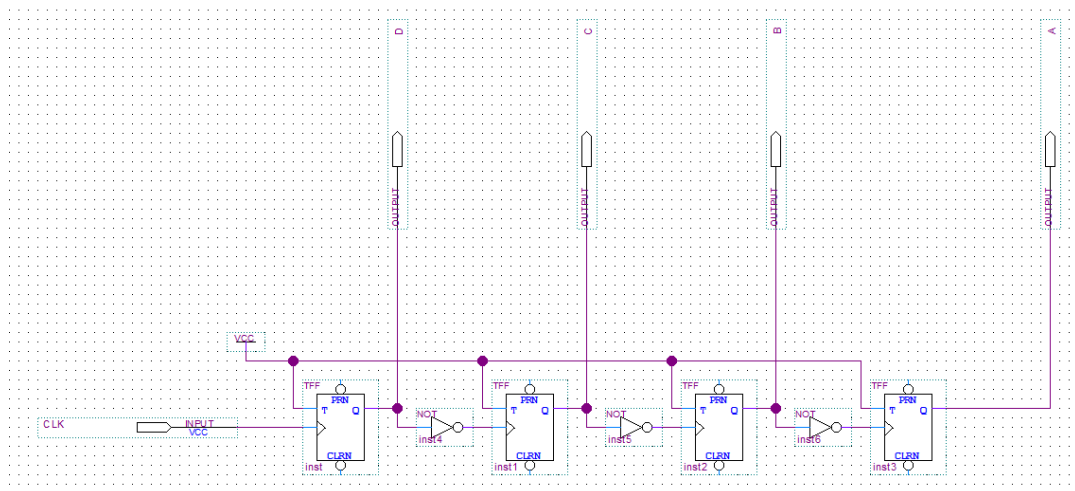 D
C
B
A
OUTPUT
OUTPUT
OUTPUT
OUTPUT
VCC
TFF
TFF
TFF
TFF
PRN
PRN
PRN
PRN
T Q
NOT
T Q
NOT
T Q
NOT
T Q
CLK
INPUT
VCC
inst4
inst5
inst6
CLRN
CLRN
CLRN
CLRN
inst
inst1
inst2
inst3